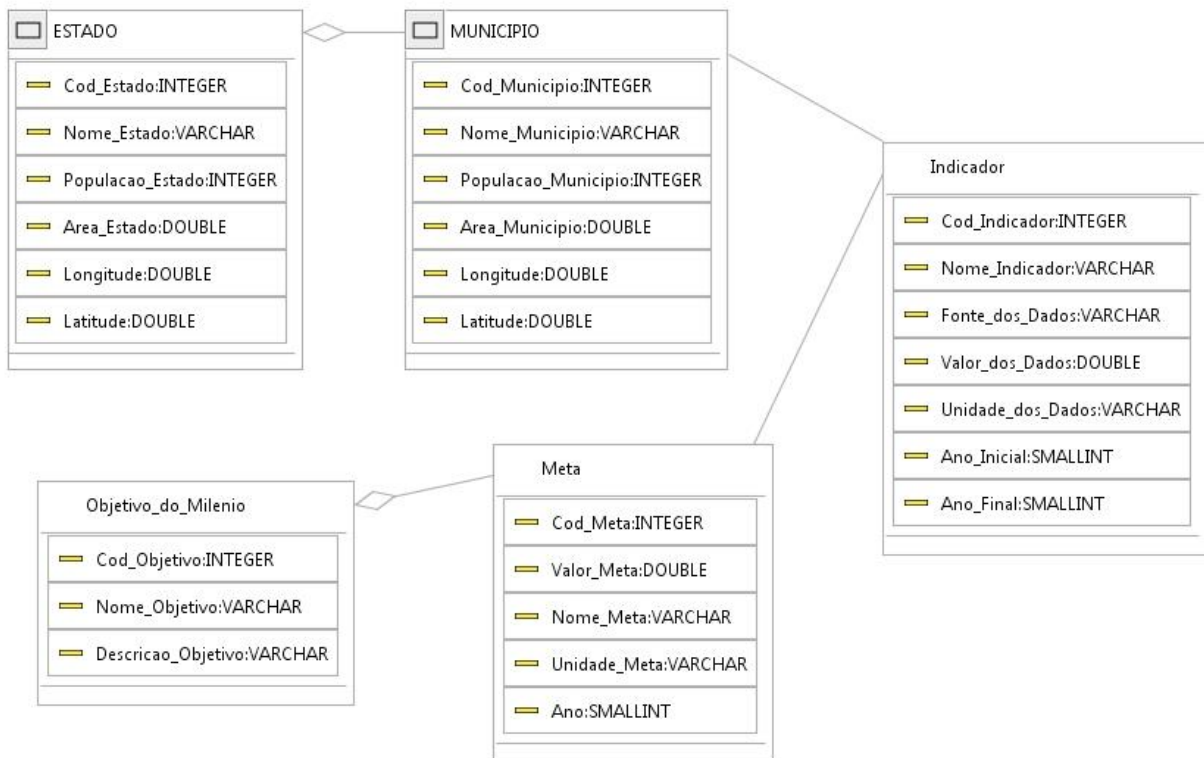 ESTADO
Cod_Estado:INTEGER
Nome_Estado:VARCHAR
Populacao_Estado:INTEGER
Area_Estado:DOUBLE
Longitude:DOUBLE
Latitude:DOUBLE
MUNICIPIO
Cod_Municipio:INTEGER
Nome_Municipio:VARCHAR
Populacao_Municipio:INTEGER
Area_Municipio:DOUBLE
Longitude:DOUBLE
Latitude:DOUBLE
Indicador
Cod_Indicador:INTEGER
Nome_Indicador:VARCHAR
Fonte_dos_Dados:VARCHAR
Valor_dos_Dados:DOUBLE
Unidade_dos_Dados:VARCHAR
Ano_Inicial:SMALLINT
Ano_Final:SMALLINT
Objetivo_do_Milenio
Cod_Objetivo:INTEGER
Nome_Objetivo:VARCHAR
Descricao_Objetivo:VARCHAR
Meta
Cod_Meta:INTEGER
Valor_Meta:DOUBLE
Nome_Meta:VARCHAR
Unidade_Meta:VARCHAR
Ano:SMALLINT